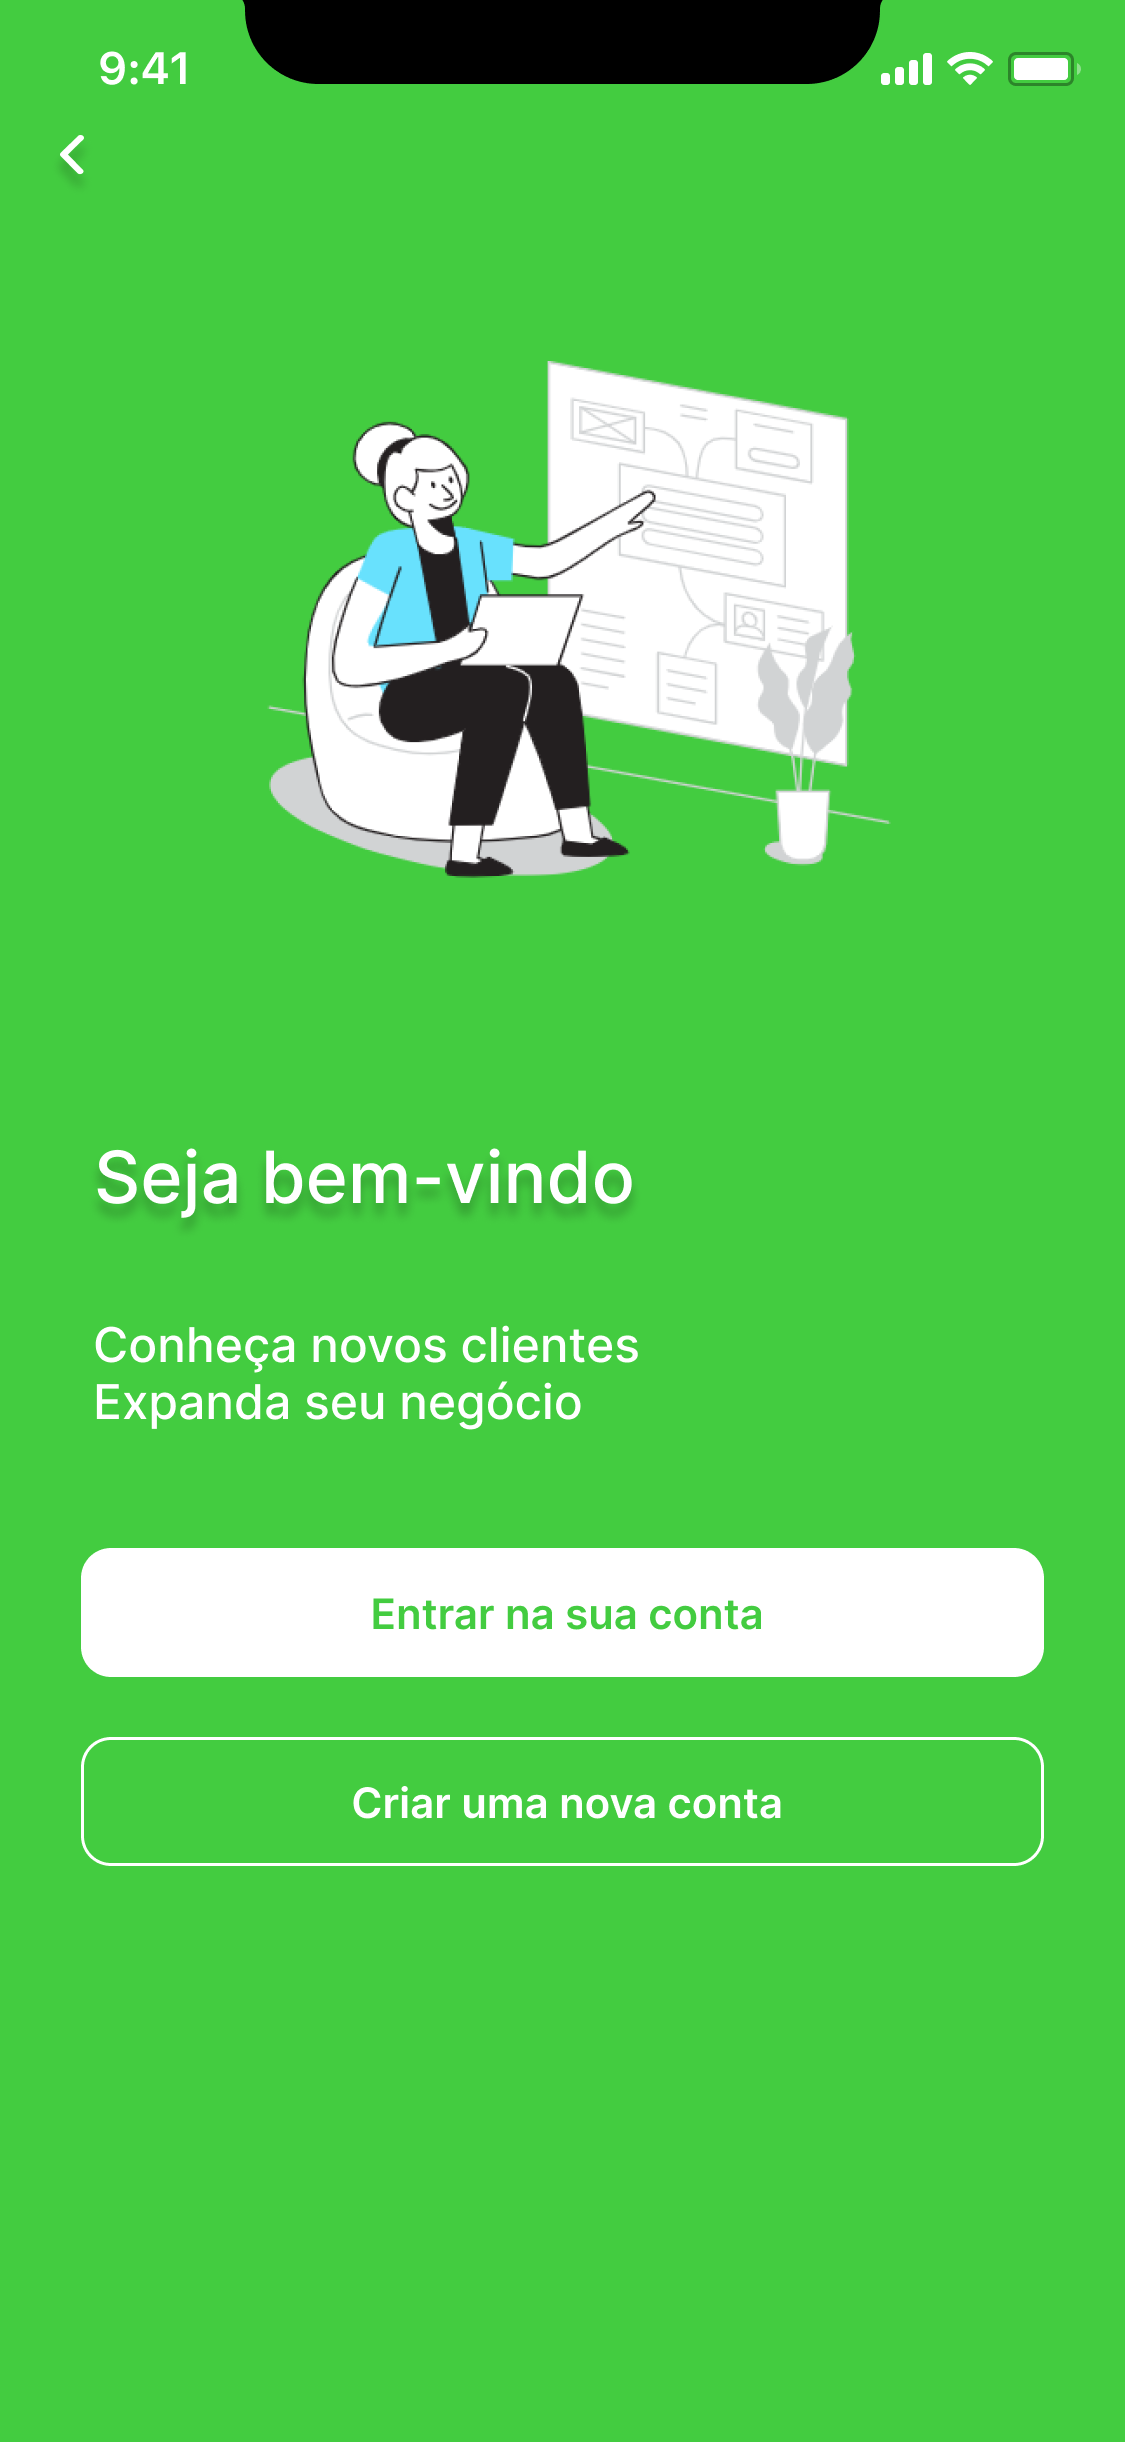 9:41
Seja bem-vindo
Conheça novos clientes
Expanda seu negócio
Entrar na sua conta
Criar uma nova conta